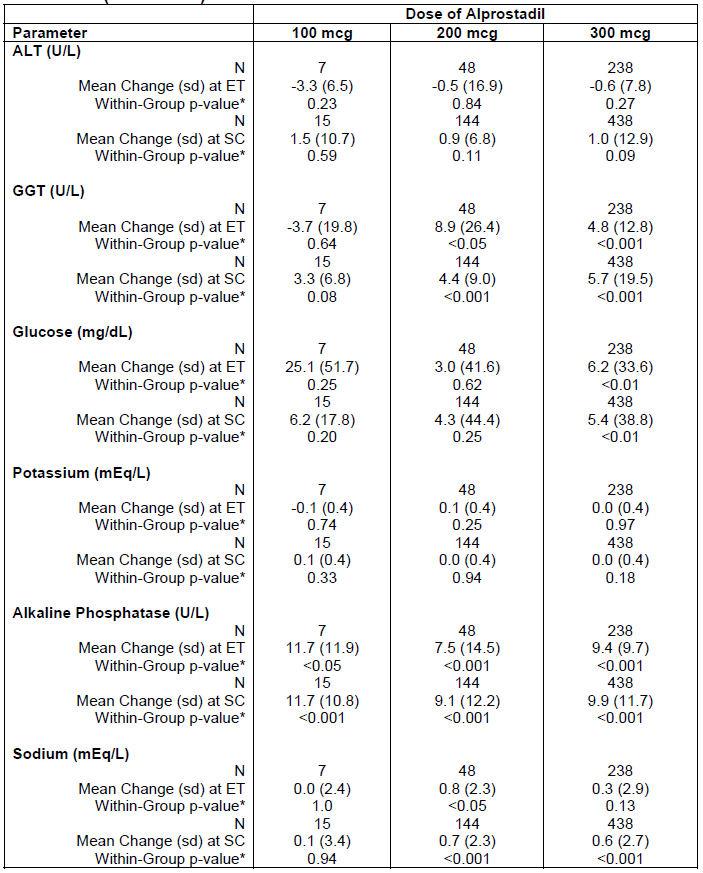 Dose of Alprostadil
Parameter 100 mcg 200 mcg 300 mcg
ALT (U/L)
N 7 48 238
Mean Change (sd) at ET -3.3 (6.5) -0.5 (16.9) -0.6 (7.8)
Within-Group p-value* 0.23 0.84 0.27
N 15 144 438
Mean Change (sd) at SC 1.5 (10.7) 0.9 (6.8) 1.0 (12.9)
Within-Group p-value* 0.59 0.11 0.09
GGT (U/L)
N 7 48 238
Mean Change (sd) at ET -3.7 (19.8) 8.9 (26.4) 4.8 (12.8)
Within-Group p-value* 0.64 <0.05 <0.001
N 15 144 438
Mean Change (sd) at SC 3.3 (6.8) 4.4 (9.0) 5.7 (19.5)
Within-Group p-value* 0.08 <0.001 <0.001
Glucose (mg/dL)
N 7 48 238
Mean Change (sd) at ET 25.1 (51.7) 3.0 (41.6) 6.2 (33.6)
Within-Group p-value* 0.25 0.62 <0.01
N 15 144 438
Mean Change (sd) at SC 6.2 (17.8) 4.3 (44.4) 5.4 (38.8)
Within-Group p-value* 0.20 0.25 <0.01
Potassium (mEq/L)
N 7 48 238
Mean Change (sd) at ET -0.1 (0.4) 0.1 (0.4) 0.0 (0.4)
Within-Group p-value* 0.74 0.25 0.97
N 15 144 438
Mean Change (sd) at SC 0.1 (0.4) 0.0 (0.4) 0.0 (0.4)
Within-Group p-value* 0.33 0.94 0.18
Alkaline Phosphatase (U/L)
N 7 48 238
Mean Change (sd) at ET 11.7 (11.9) 7.5 (14.5) 9.4 (9.7)
Within-Group p-value* <0.05 <0.001 <0.001
N 15 144 438
Mean Change (sd) at SC 11.7 (10.8) 9.1 (12.2) 9.9 (11.7)
Within-Group p-value* <0.001 <0.001 <0.001
Sodium (mEq/L)
N 7 48 238
Mean Change (sd) at ET 0.0 (2.4) 0.8 (2.3) 0.3 (2.9)
Within-Group p-value* 1.0 <0.05 0.13
N 15 144 438
Mean Change (sd) at SC 0.1 (3.4) 0.7 (2.3) 0.6 (2.7)
Within-Group p-value* 0.94 <0.001 <0.001